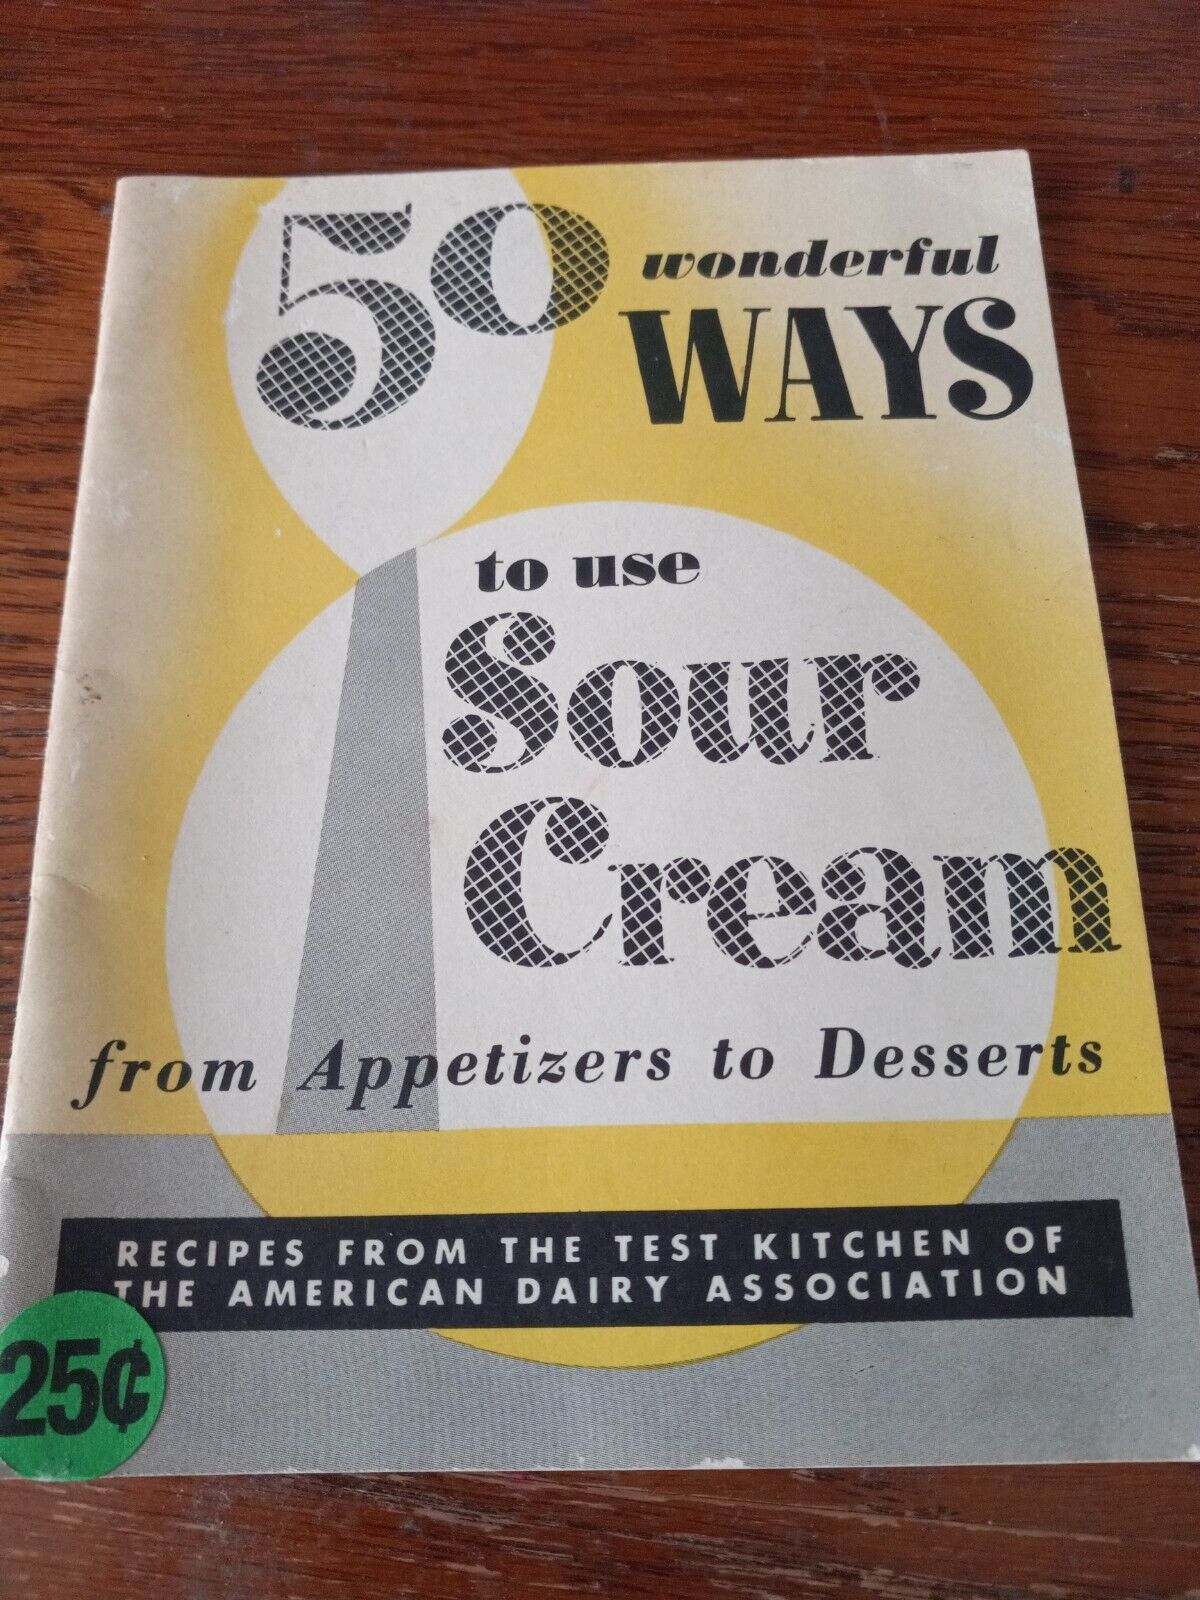 50 wonderful
WAYS
to use
Sour
Cream
from Appetizers to Desserts
RECIPES FROM THE TEST KITCHEN OF
THE AMERICAN DAIRY ASSOCIATION
25¢